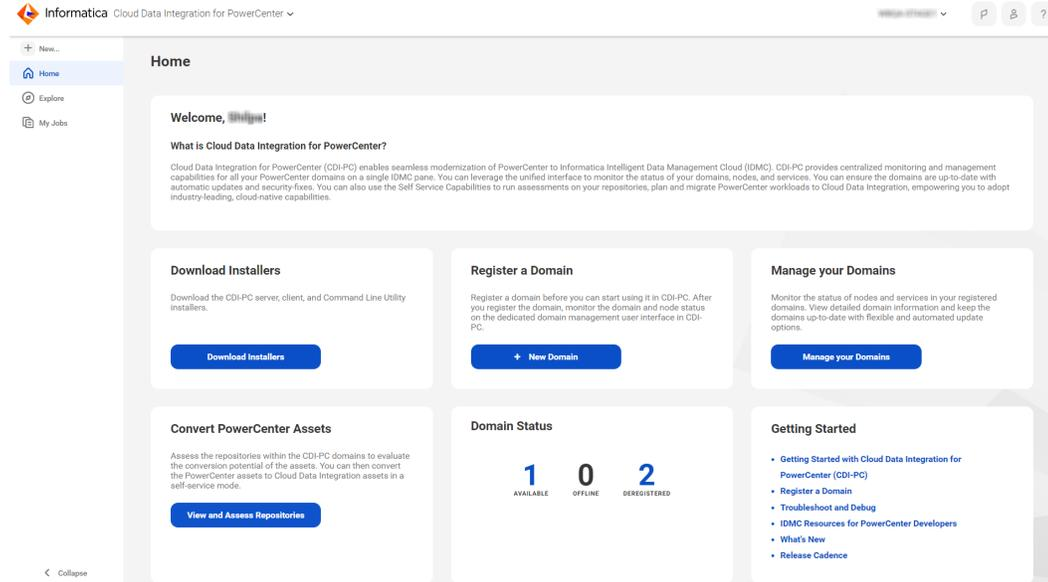 Informatica Cloud Data Integration for PowerCenter
?
New...
Home
Explore
My Jobs
Collapse
Home
Welcome, !
What is Cloud Data Integration for PowerCenter?
Cloud Data Integration for PowerCenter (CDI-PC) enables seamless modernization of PowerCenter to Informatica Intelligent Data Management Cloud (IDMC). CDI-PC provides centralized monitoring and management
capabilities for all your PowerCenter domains on a single IDMC pane. You can leverage the unified interface to monitor the status of your domains, nodes, and services. You can ensure the domains are up-to-date with
automatic updates and security-fixes. You can also use the Self Service Capabilities to run assessments on your repositories, plan and migrate PowerCenter workloads to Cloud Data Integration, empowering you to adopt
industry-leading, cloud-native capabilities.
Download Installers
Download the CDI-PC server, client, and Command Line Utility
installers.
Download Installers
Register a Domain
Register a domain before you can start using it in CDI-PC. After
you register the domain, monitor the domain and node status
on the dedicated domain management user interface in CDI-
PC.
+ New Domain
Manage your Domains
Monitor the status of nodes and services in your registered
domains. View detailed domain information and keep the
domains up-to-date with flexible and automated update
options.
Manage your Domains
Convert PowerCenter Assets
Assess the repositories within the CDI-PC domains to evaluate
the conversion potential of the assets. You can then convert
the PowerCenter assets to Cloud Data Integration assets in a
self-service mode.
View and Assess Repositories
Domain Status
1 0 2
AVAILABLE OFFLINE DEREGISTERED
Getting Started
• Getting Started with Cloud Data Integration for
PowerCenter (CDI-PC)
• Register a Domain
• Troubleshoot and Debug
• IDMC Resources for PowerCenter Developers
• What's New
• Release Cadence